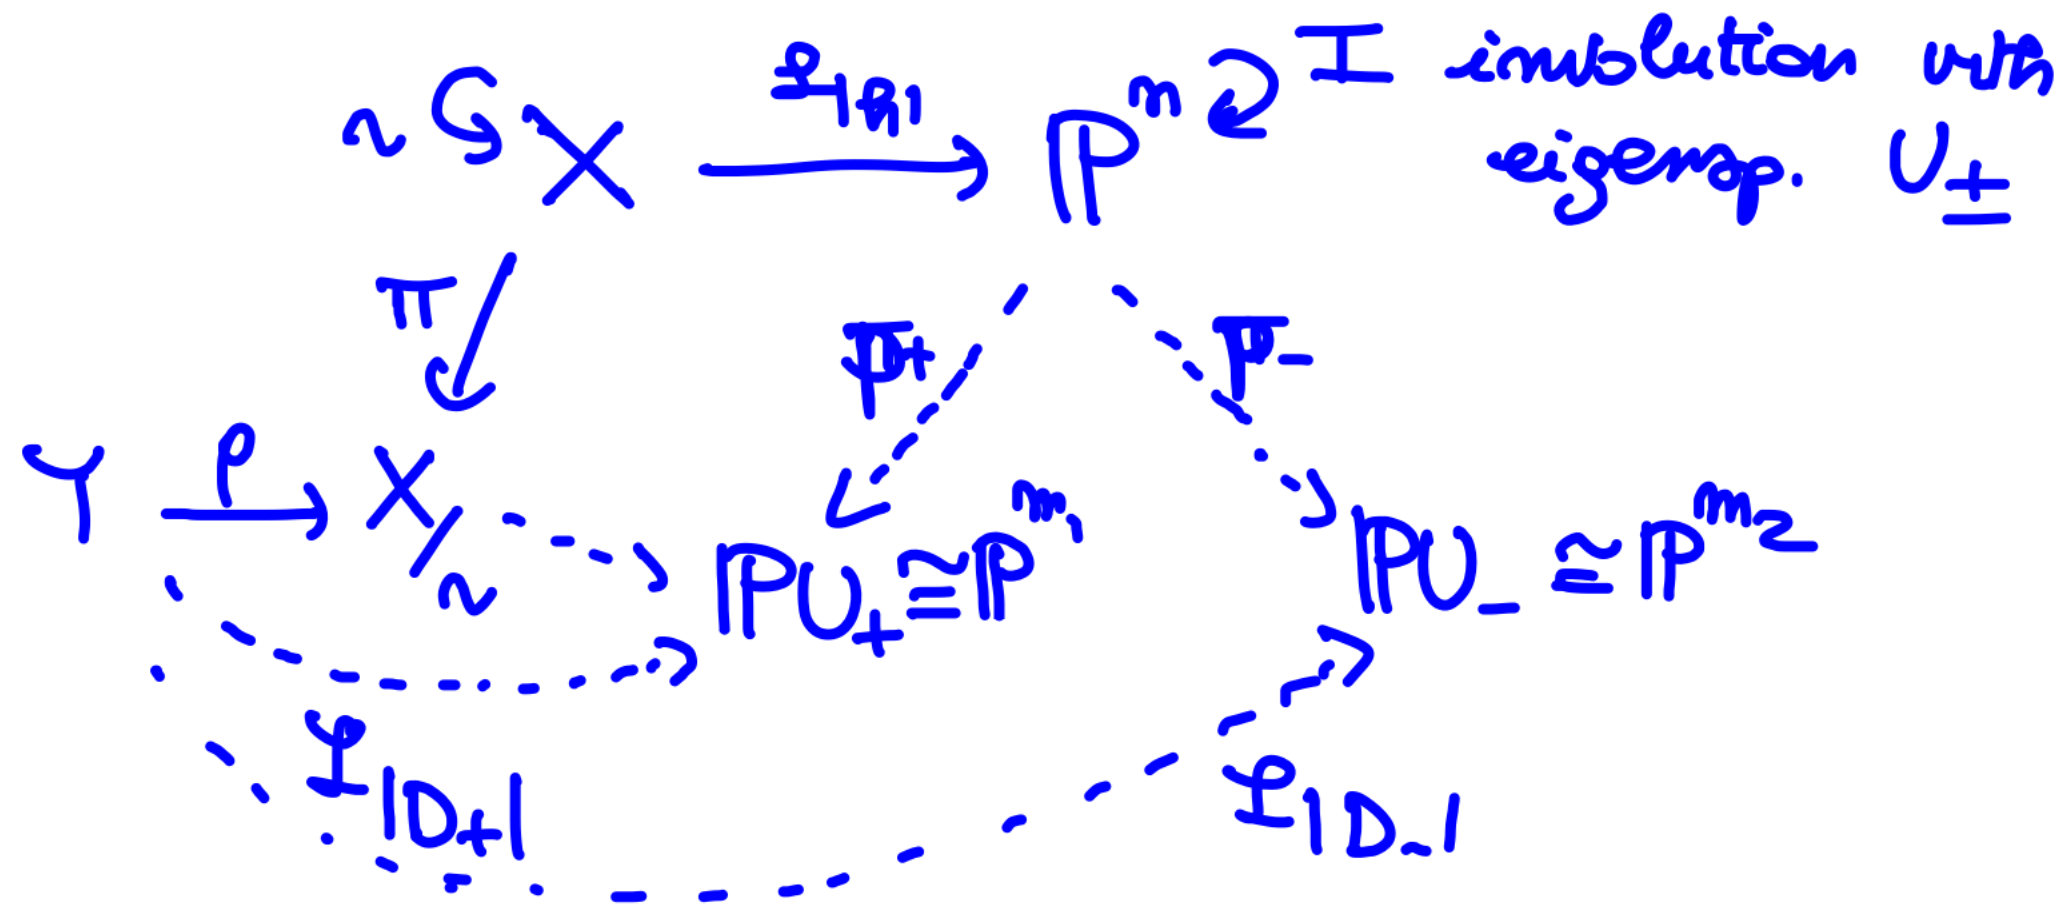 ~ X φ|h| ℙⁿ I involution with
eigensp. U±
π p₊ p₋
Y ρ X/~ ℙU₊ ≅ ℙ^m₁ ℙU₋ ≅ ℙ^m₂
φ|D₊| φ|D₋|